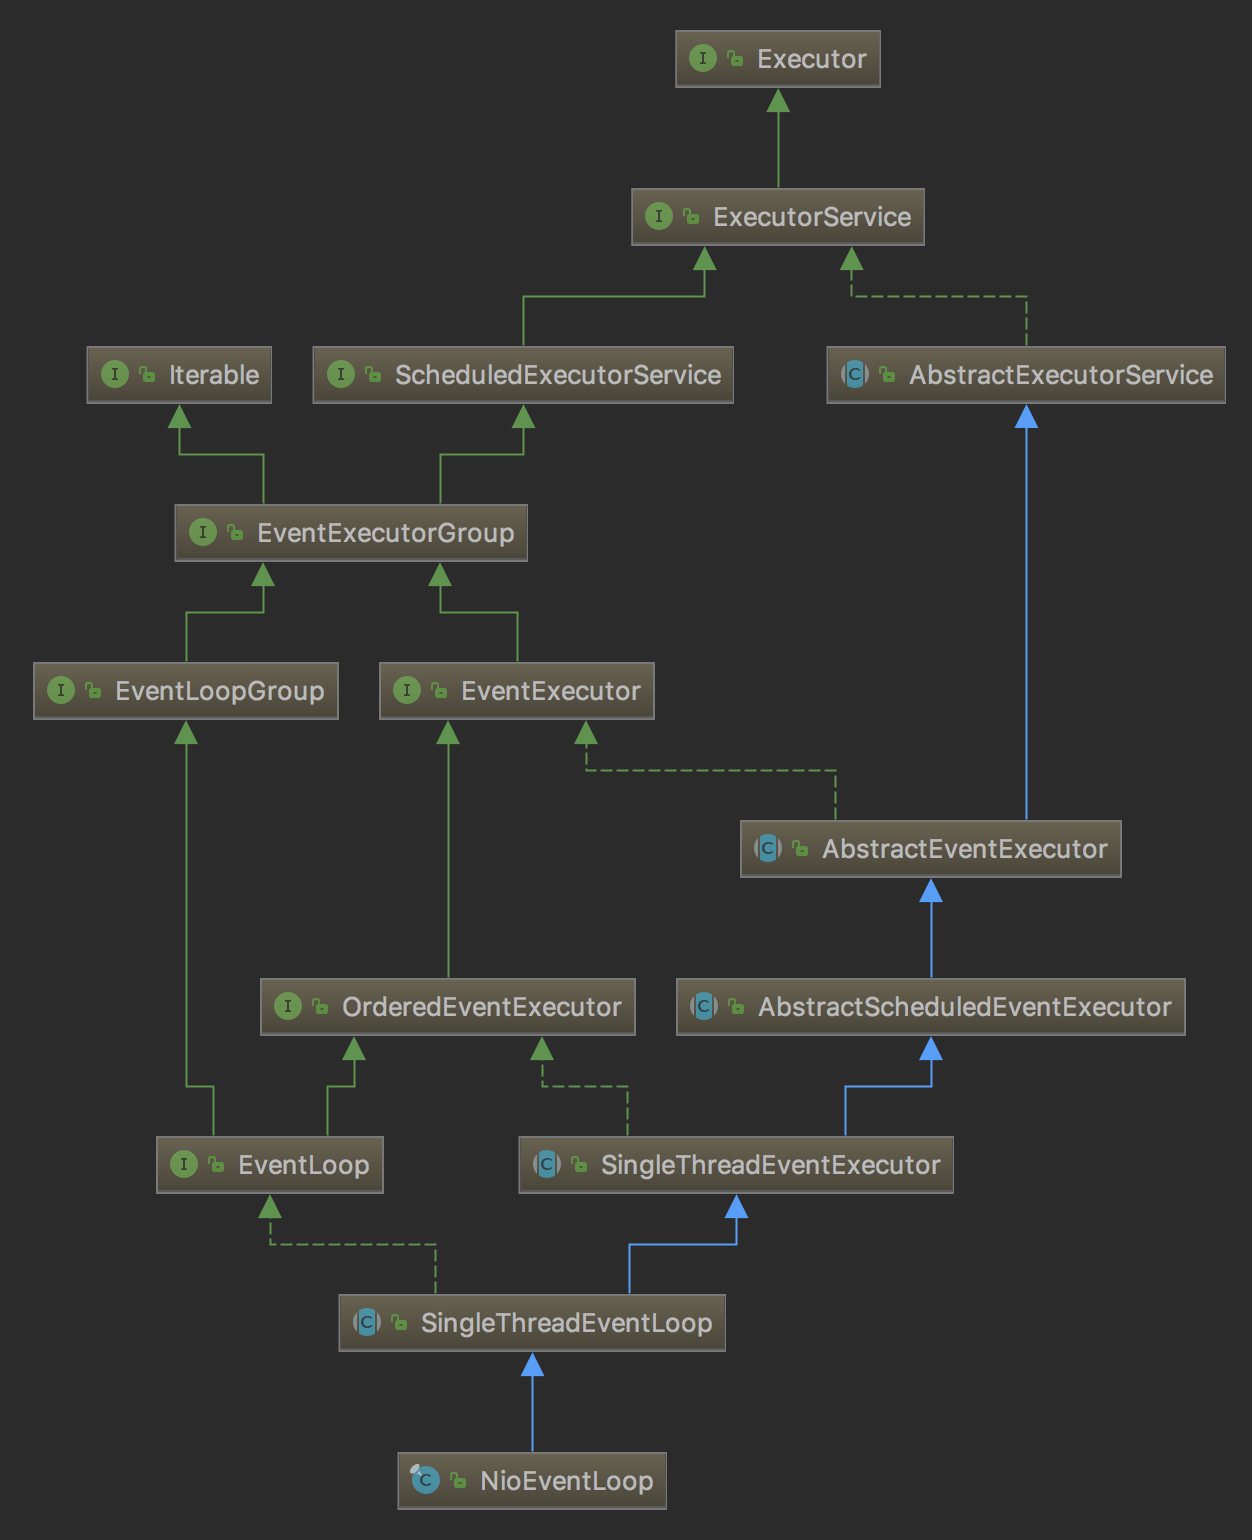 Executor
ExecutorService
Iterable
ScheduledExecutorService
AbstractExecutorService
EventExecutorGroup
EventLoopGroup
EventExecutor
AbstractEventExecutor
OrderedEventExecutor
AbstractScheduledEventExecutor
EventLoop
SingleThreadEventExecutor
SingleThreadEventLoop
NioEventLoop